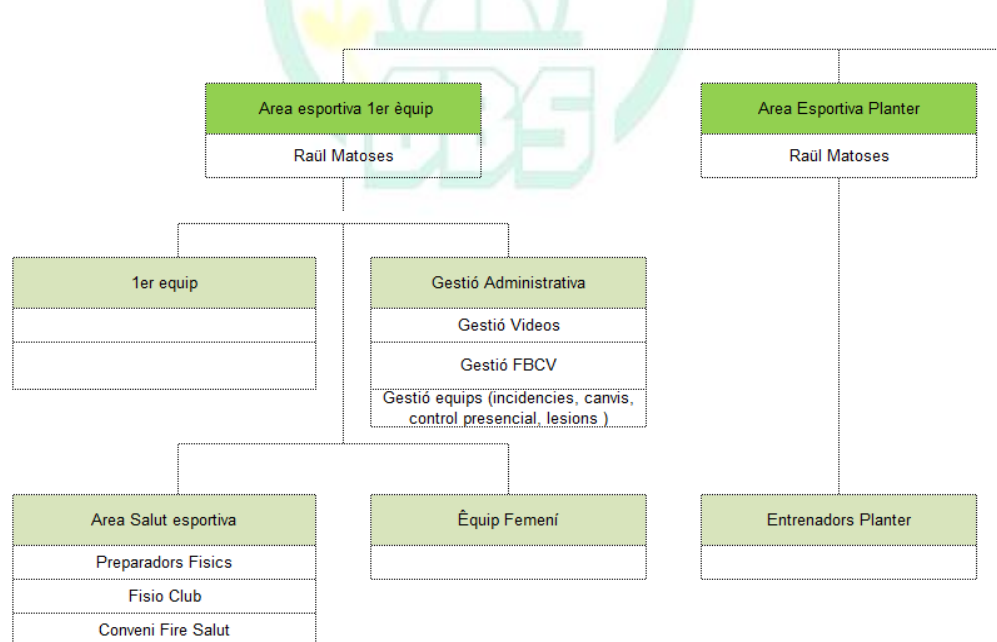 CBS
Area esportiva 1er èquip
Raül Matoses
Area Esportiva Planter
Raül Matoses
1er equip
Gestió Administrativa
Gestió Videos
Gestió FBCV
Gestió equips (incidencies, canvis,
control presencial, lesions )
Area Salut esportiva
Preparadors Fisics
Fisio Club
Conveni Fire Salut
Êquip Femení
Entrenadors Planter